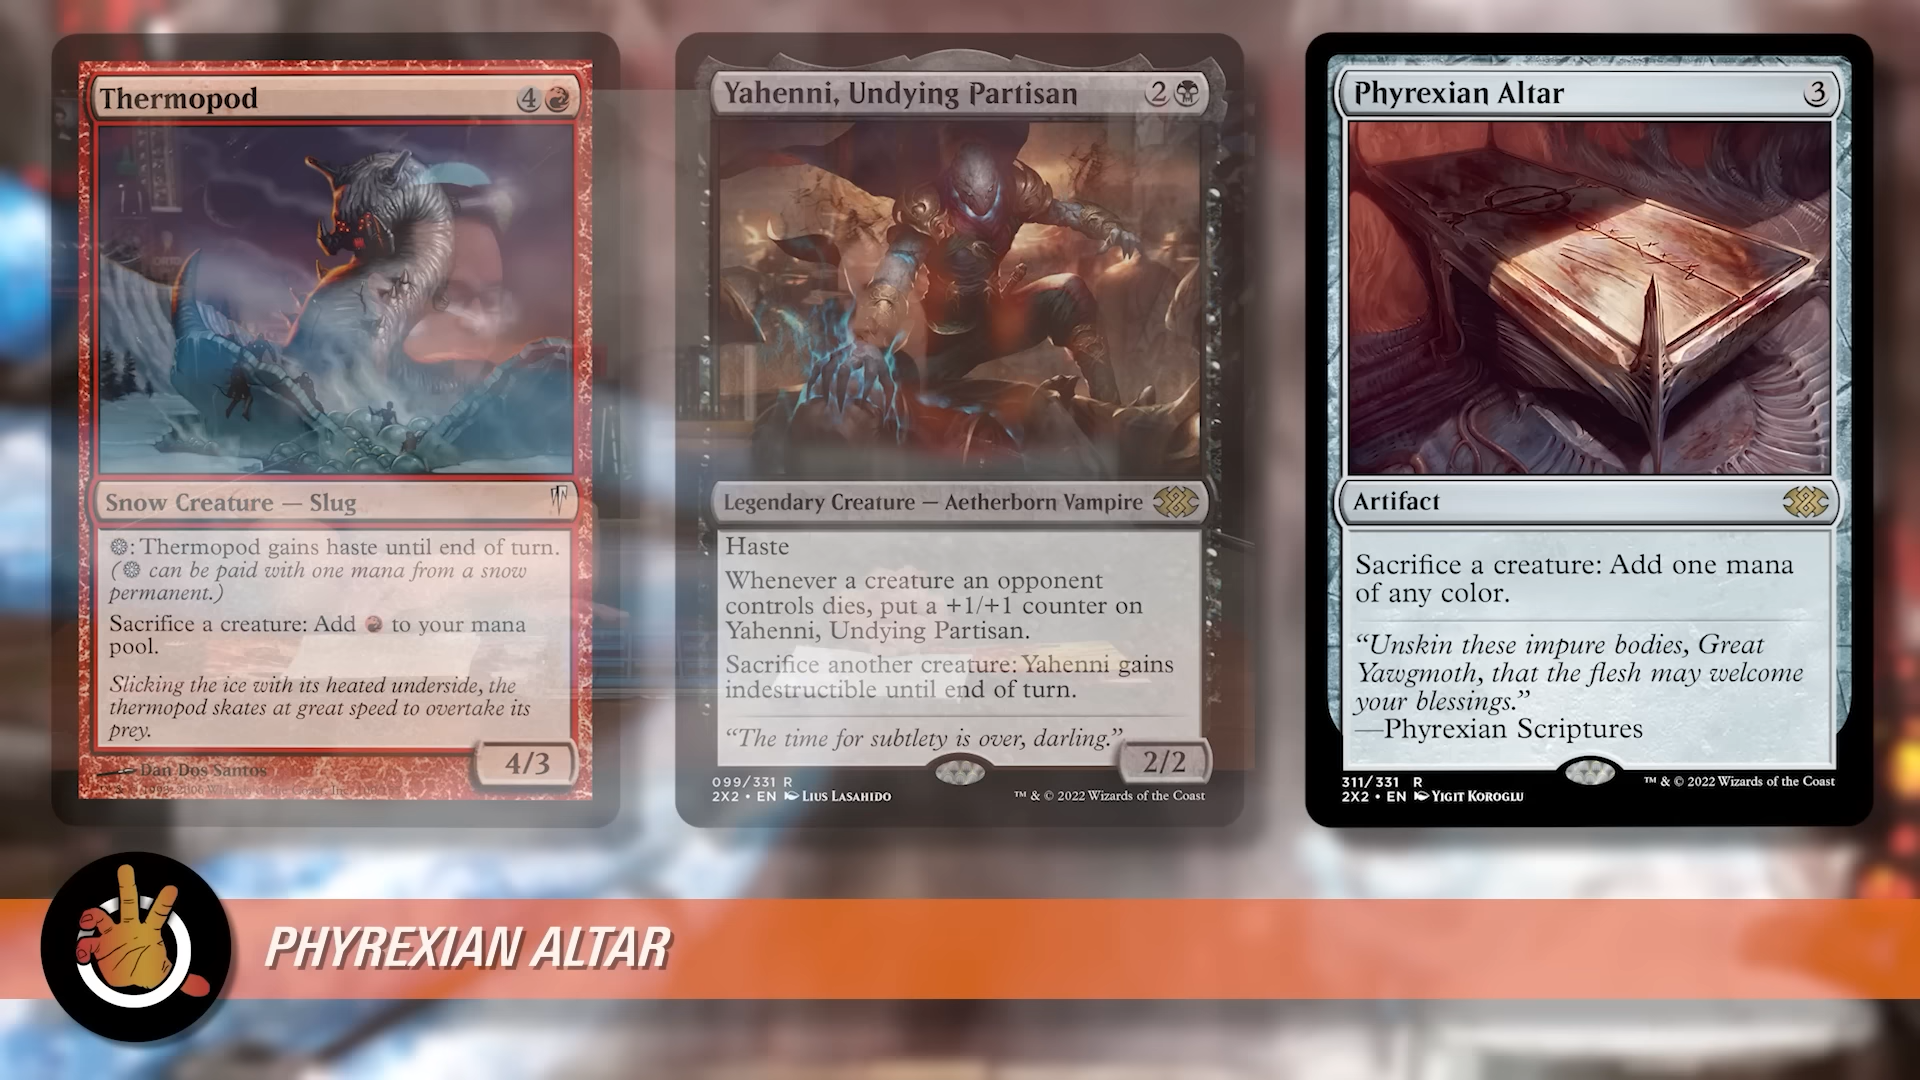 Thermopod 4
Snow Creature — Slug
: Thermopod gains haste until end of turn.
( can be paid with one mana from a snow
permanent.)
Sacrifice a creature: Add to your mana
pool.
Slicking the ice with its heated underside, the
thermopod skates at great speed to overtake its
prey.
4/3
Dan Dos Santos
Yahenni, Undying Partisan 2
Legendary Creature — Aetherborn Vampire
Haste
Whenever a creature an opponent
controls dies, put a +1/+1 counter on
Yahenni, Undying Partisan.
Sacrifice another creature: Yahenni gains
indestructible until end of turn.
“The time for subtlety is over, darling.”
2/2
099/331 R
2X2 • EN Lius Lasahido
™ & © 2022 Wizards of the Coast
Phyrexian Altar 3
Artifact
Sacrifice a creature: Add one mana
of any color.
“Unskin these impure bodies, Great
Yawgmoth, that the flesh may welcome
your blessings.”
—Phyrexian Scriptures
311/331 R
2X2 • EN Yigit Koroglu
™ & © 2022 Wizards of the Coast
PHYREXIAN ALTAR